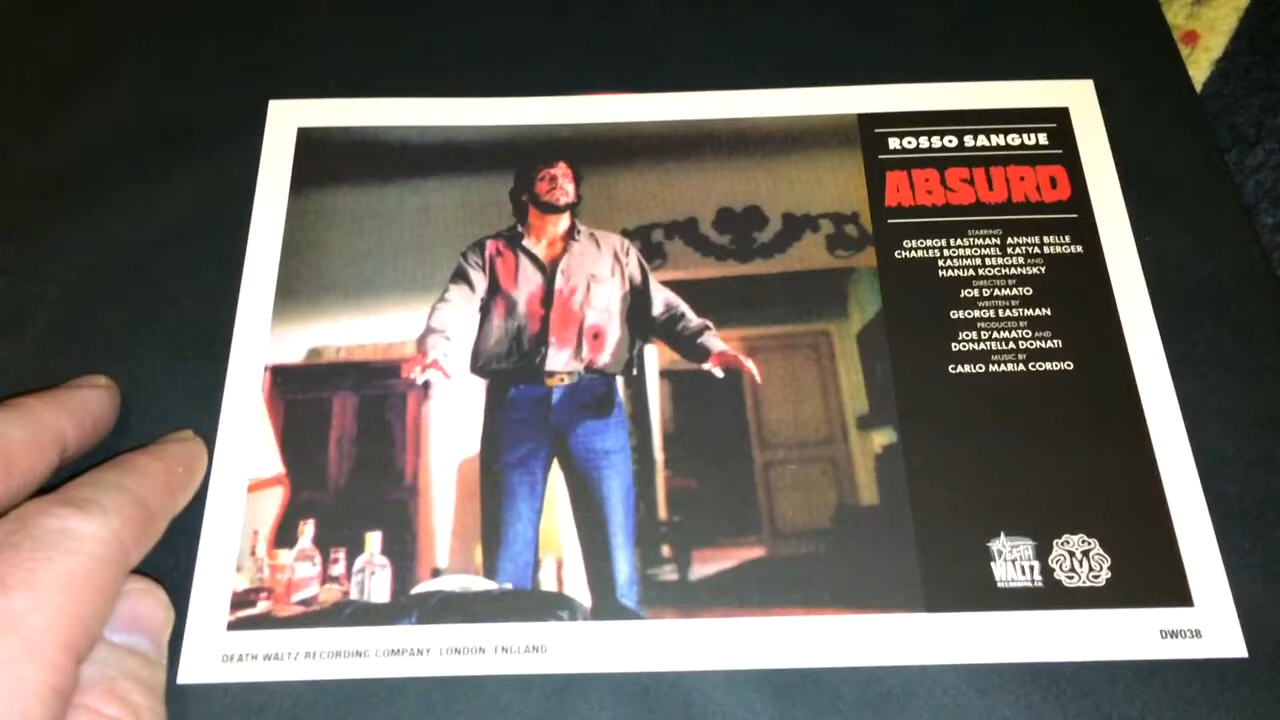 ROSSO SANGUE
ABSURD
STARRING
GEORGE EASTMAN ANNIE BELLE
CHARLES BORROMEL KATYA BERGER
KASIMIR BERGER AND
HANJA KOCHANSKY
DIRECTED BY
JOE D'AMATO
WRITTEN BY
GEORGE EASTMAN
PRODUCED BY
JOE D'AMATO AND
DONATELLA DONATI
MUSIC BY
CARLO MARIA CORDIO
DEATH
WALTZ
RECORDING CO.
DEATH WALTZ RECORDING COMPANY LONDON ENGLAND
DW038